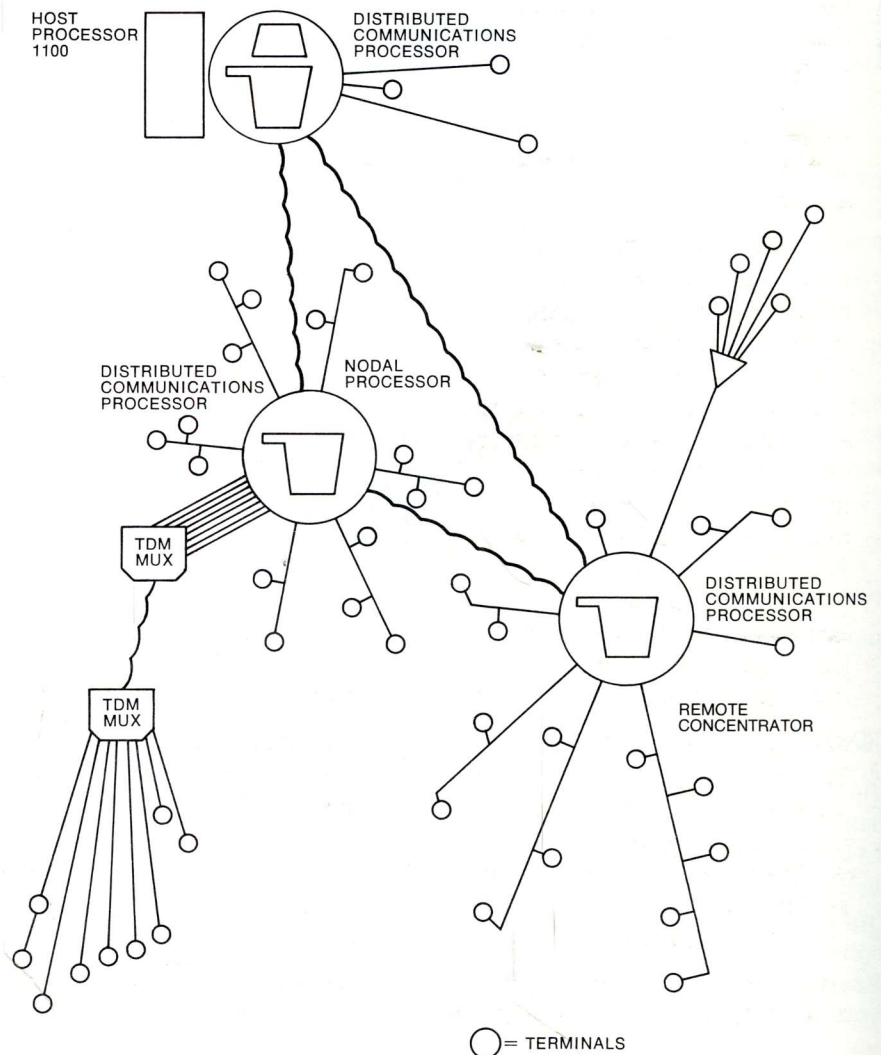 HOST
PROCESSOR
1100
DISTRIBUTED
COMMUNICATIONS
PROCESSOR
DISTRIBUTED
COMMUNICATIONS
PROCESSOR
NODAL
PROCESSOR
TDM
MUX
TDM
MUX
DISTRIBUTED
COMMUNICATIONS
PROCESSOR
REMOTE
CONCENTRATOR
= TERMINALS